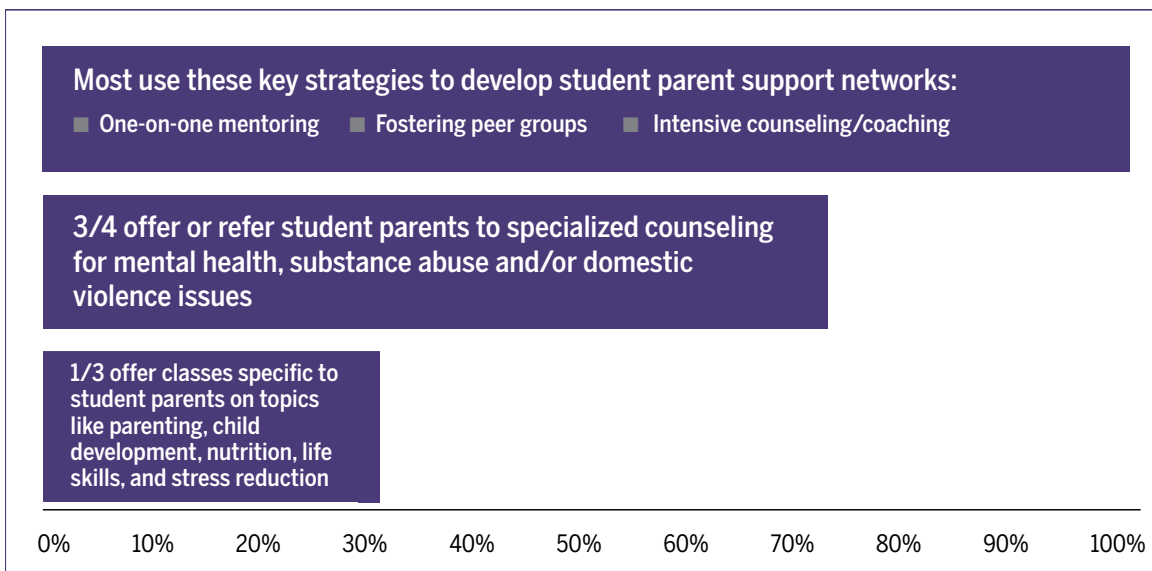 Most use these key strategies to develop student parent support networks:
■ One-on-one mentoring ■ Fostering peer groups ■ Intensive counseling/coaching
3/4 offer or refer student parents to specialized counseling
for mental health, substance abuse and/or domestic
violence issues
1/3 offer classes specific to
student parents on topics
like parenting, child
development, nutrition, life
skills, and stress reduction
0% 10% 20% 30% 40% 50% 60% 70% 80% 90% 100%